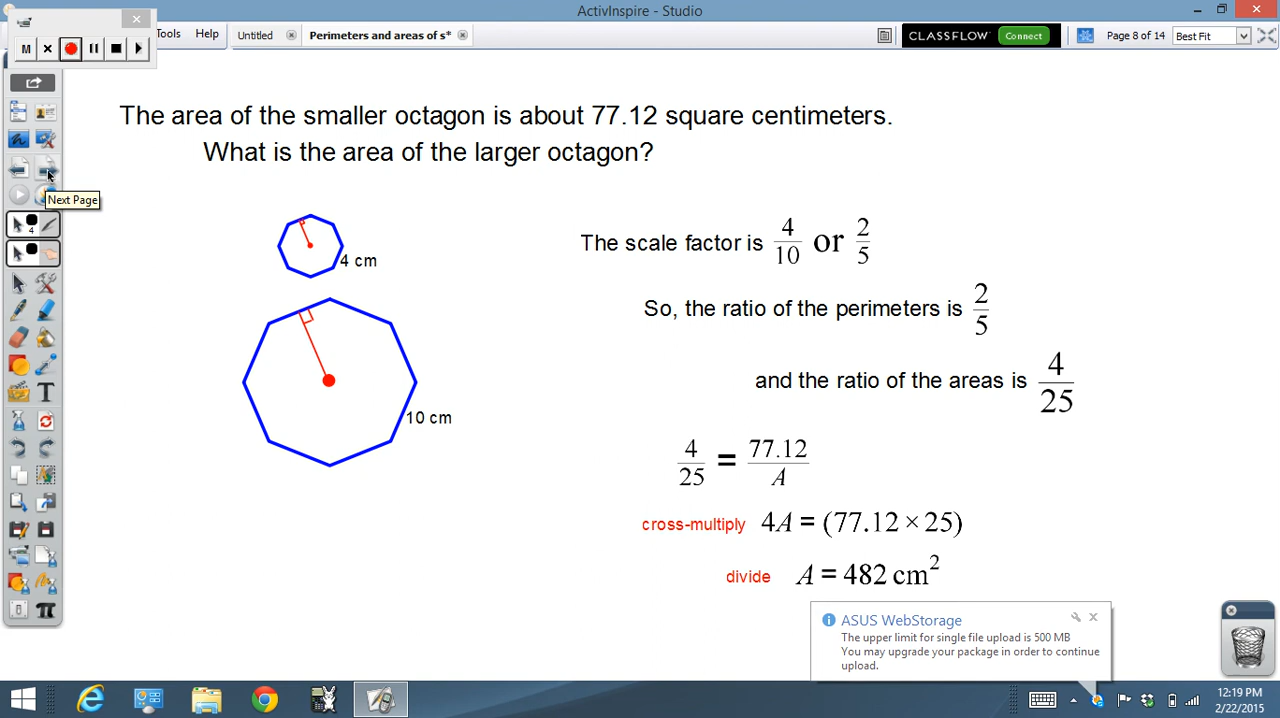 ActivInspire - Studio
Tools Help Untitled Perimeters and areas of s* CLASSFLOW Connect Page 8 of 14 Best Fit
M
The area of the smaller octagon is about 77.12 square centimeters.
What is the area of the larger octagon?
Next Page
4
4 cm
10 cm
The scale factor is 4/10 or 2/5
So, the ratio of the perimeters is 2/5
and the ratio of the areas is 4/25
4/25 = 77.12/A
cross-multiply 4A = (77.12 × 25)
divide A = 482 cm²
ASUS WebStorage
The upper limit for single file upload is 500 MB
You may upgrade your package in order to continue
upload.
12:19 PM
2/22/2015